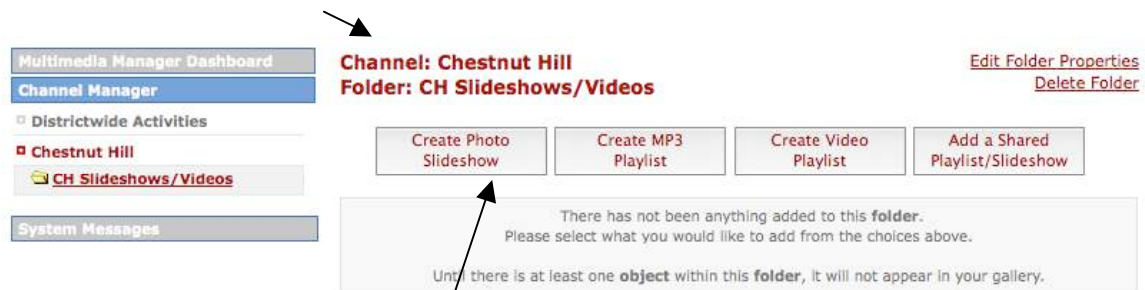 Multimedia Manager Dashboard
Channel Manager
Districtwide Activities
Chestnut Hill
CH Slideshows/Videos
System Messages
Channel: Chestnut Hill
Folder: CH Slideshows/Videos
Edit Folder Properties
Delete Folder
Create Photo
Slideshow
Create MP3
Playlist
Create Video
Playlist
Add a Shared
Playlist/Slideshow
There has not been anything added to this folder.
Please select what you would like to add from the choices above.
Until there is at least one object within this folder, it will not appear in your gallery.